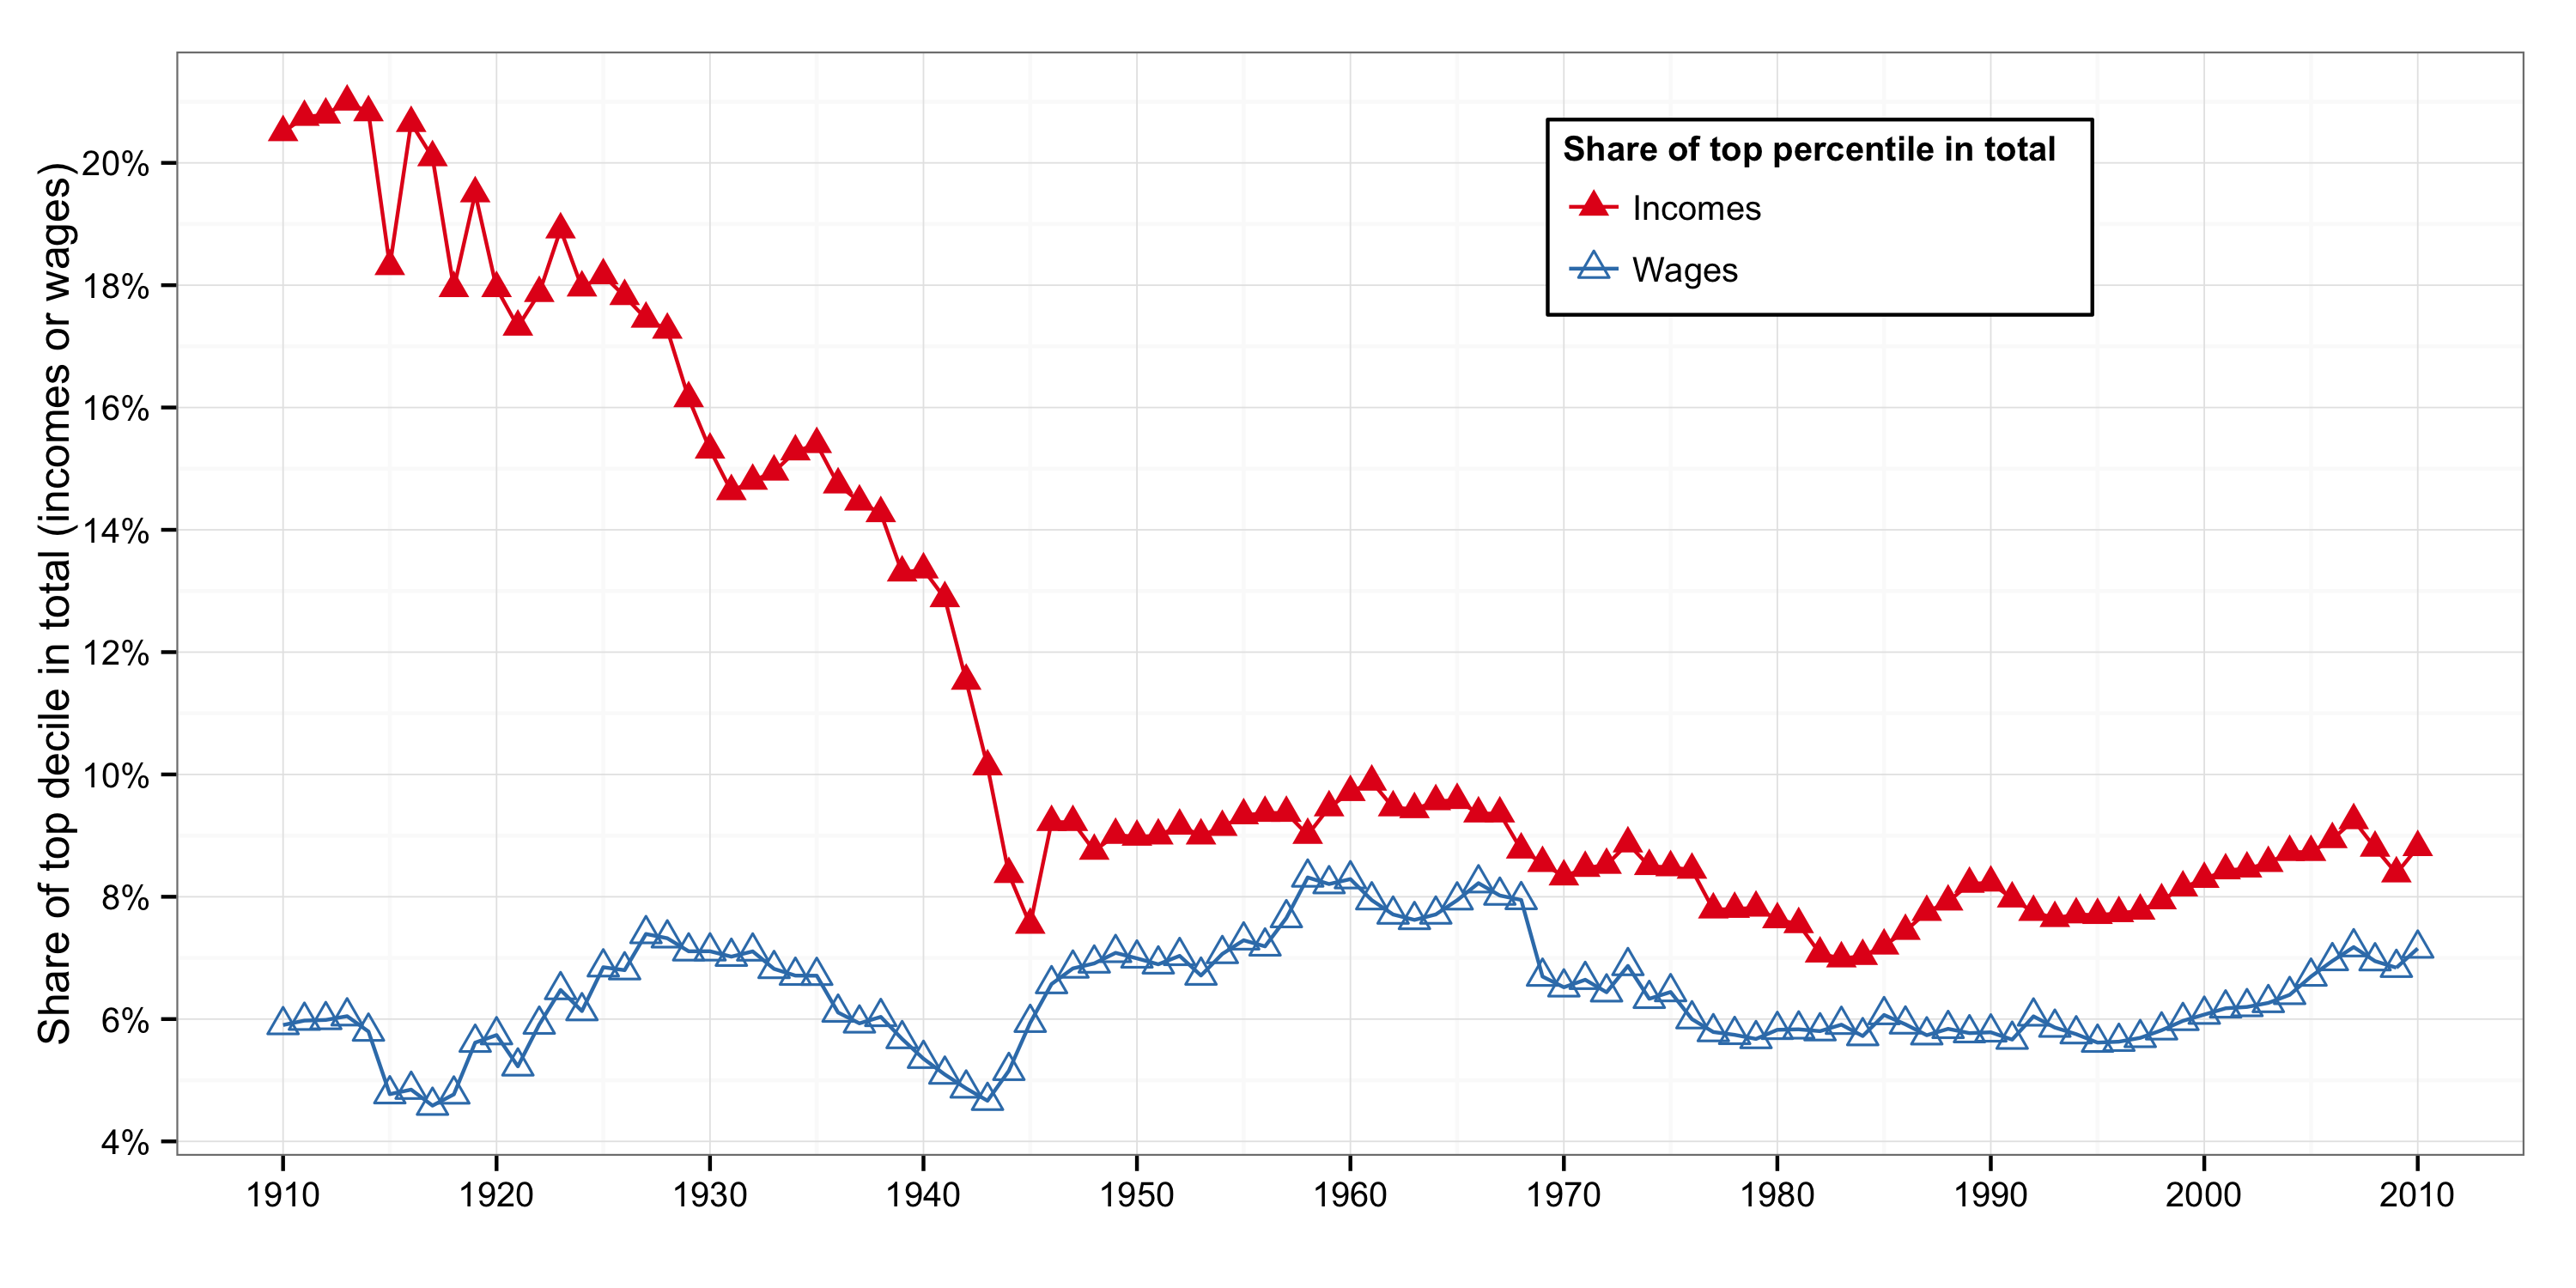 Share of top decile in total (incomes or wages)
20%
18%
16%
14%
12%
10%
8%
6%
4%
Share of top percentile in total
Incomes
Wages
1910 1920 1930 1940 1950 1960 1970 1980 1990 2000 2010